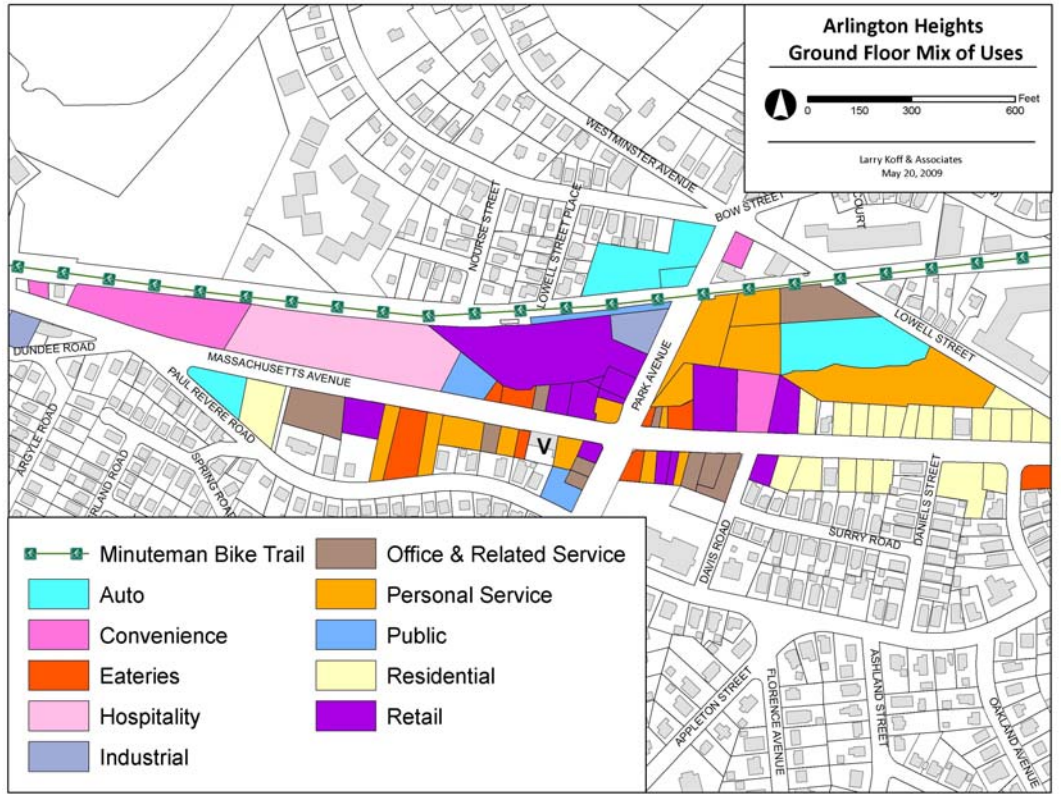 Arlington Heights
Ground Floor Mix of Uses
Feet
0 150 300 600
Larry Koff & Associates
May 20, 2009
WESTMINSTER AVENUE
BOW STREET
COURT
NOURSE STREET
LOWELL STREET PLACE
LOWELL STREET
DUNDEE ROAD
MASSACHUSETTS AVENUE
PARK AVENUE
PAUL REVERE ROAD
ARGYLE ROAD
ERLAND ROAD
SPRING ROAD
V
DAVIS ROAD
SURRY ROAD
DANIELS STREET
APPLETON STREET
FLORENCE AVENUE
ASHLAND STREET
OAKLAND AVENUE
Minuteman Bike Trail
Auto
Convenience
Eateries
Hospitality
Industrial
Office & Related Service
Personal Service
Public
Residential
Retail